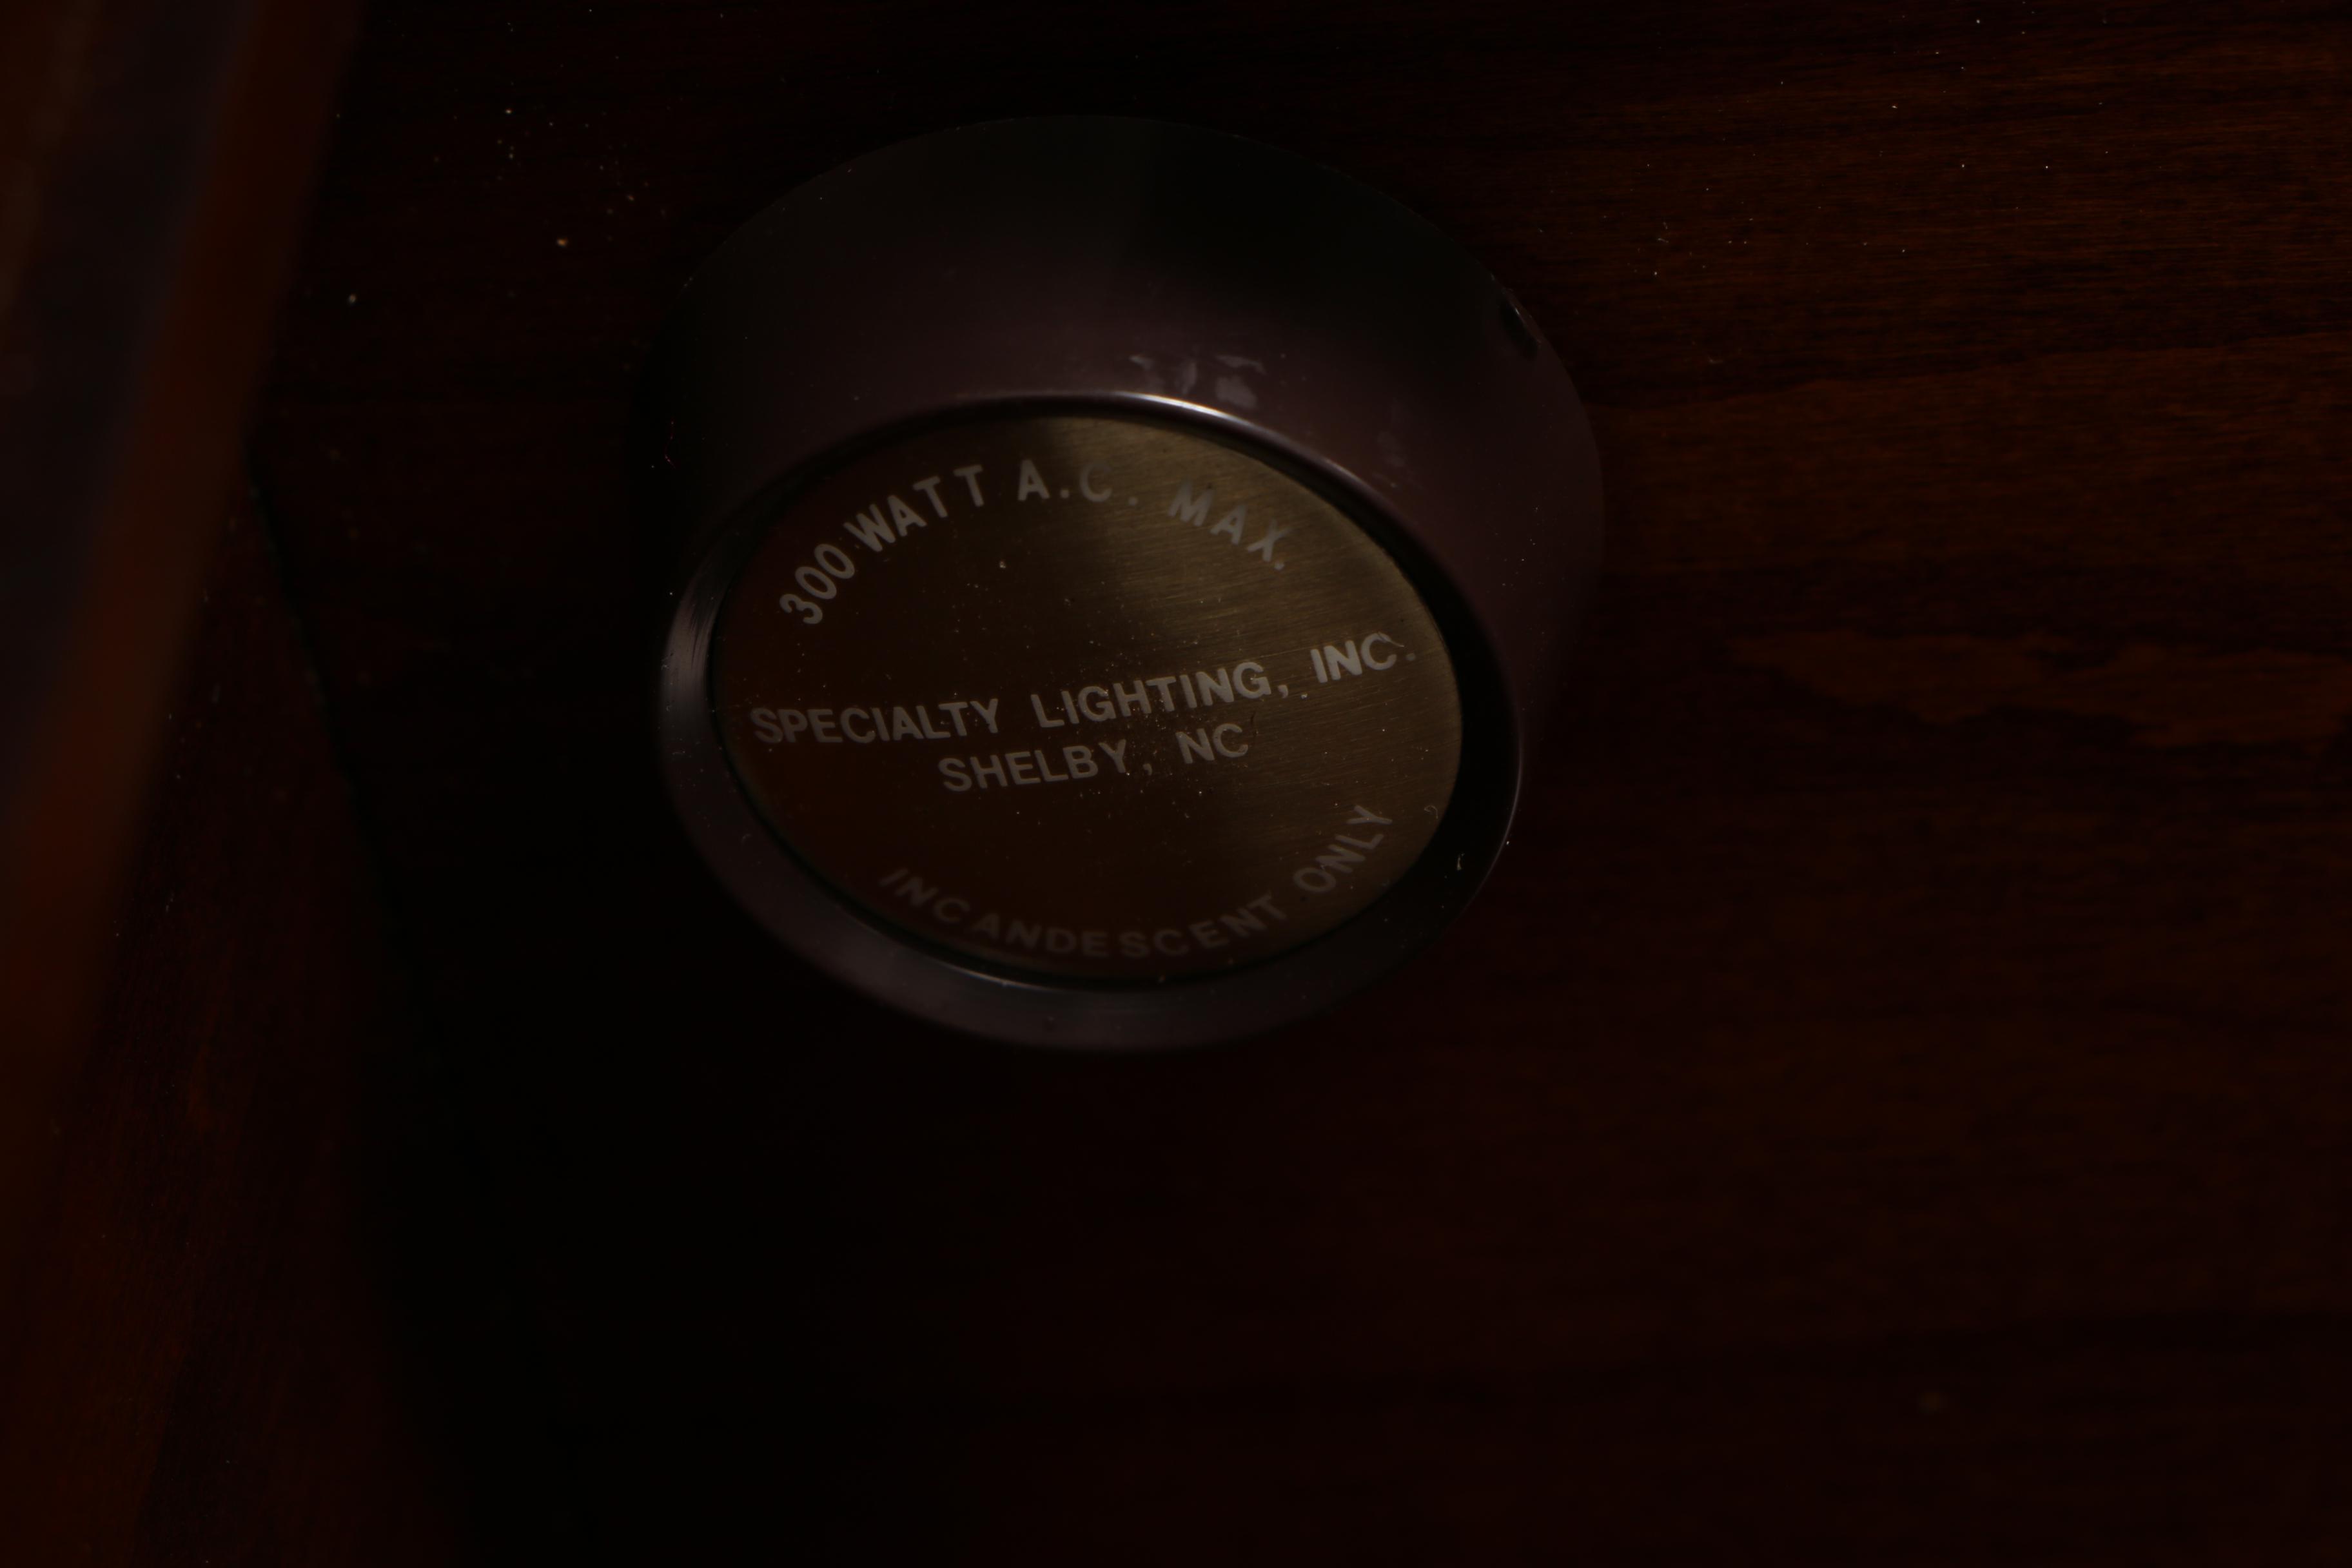 300 WATT A.C. MAX.
SPECIALTY LIGHTING, INC.
SHELBY, NC
INCANDESCENT ONLY